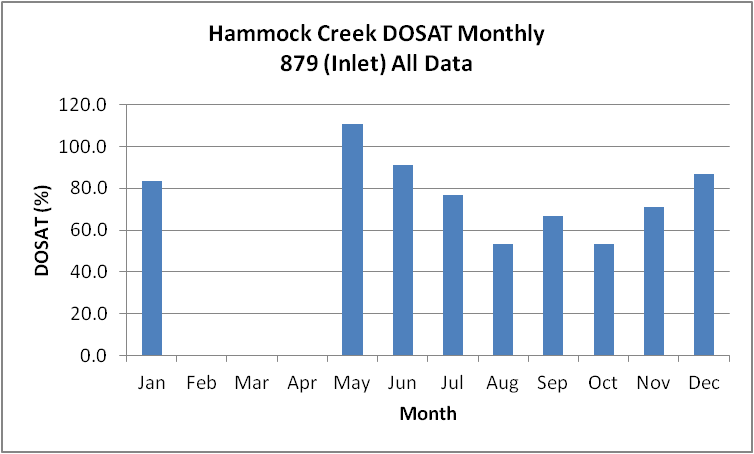 Hammock Creek DOSAT Monthly
879 (Inlet) All Data
120.0
100.0
80.0
60.0
40.0
20.0
0.0
DOSAT (%)
Jan Feb Mar Apr May Jun Jul Aug Sep Oct Nov Dec
Month